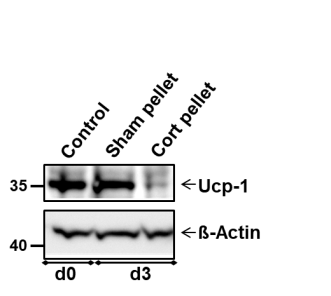 Control
Sham pellet
Cort pellet
35
←Ucp-1
40
←ß-Actin
d0
d3